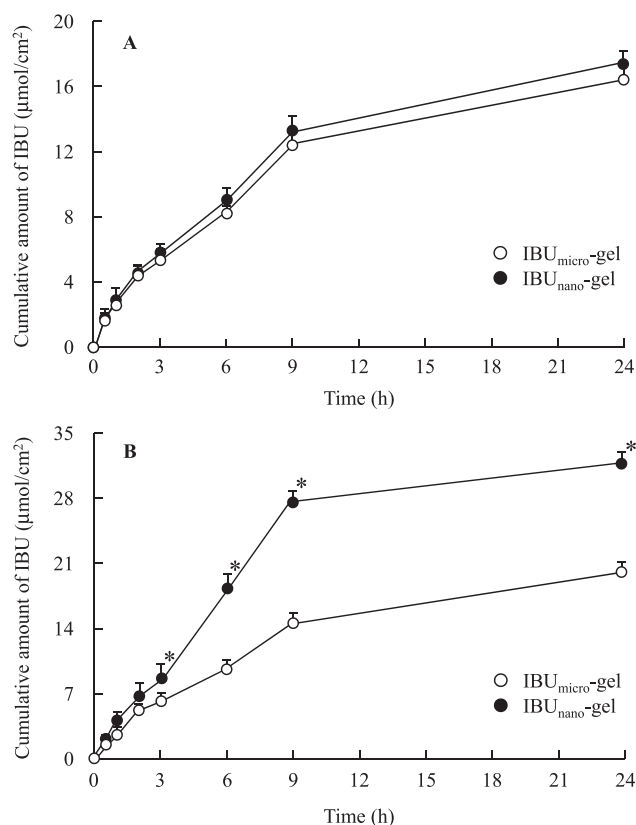 20
A
16
12
8
4
0
Cumulative amount of IBU (μmol/cm²)
IBUmicro-gel
IBUnano-gel
0 3 6 9 12 15 18 21 24
Time (h)
35
B
28
21
14
7
0
Cumulative amount of IBU (μmol/cm²)
*
*
*
*
IBUmicro-gel
IBUnano-gel
0 3 6 9 12 15 18 21 24
Time (h)